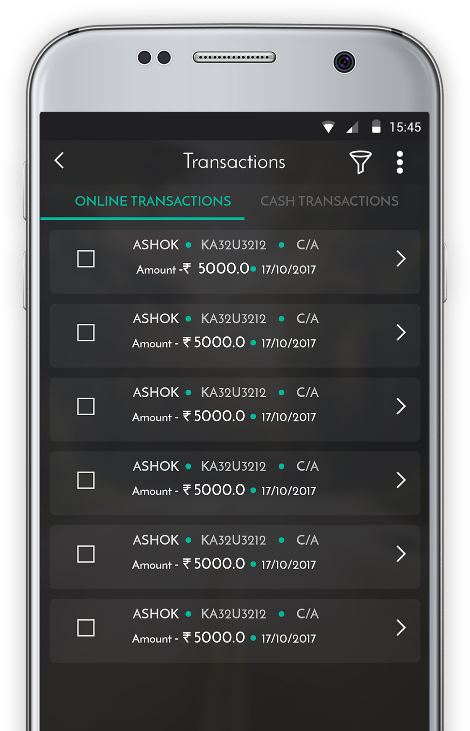 15:45
Transactions
ONLINE TRANSACTIONS CASH TRANSACTIONS
ASHOK • KA32U3212 • C/A
Amount -₹ 5000.0 • 17/10/2017
ASHOK • KA32U3212 • C/A
Amount - ₹ 5000.0 • 17/10/2017
ASHOK • KA32U3212 • C/A
Amount - ₹ 5000.0 • 17/10/2017
ASHOK • KA32U3212 • C/A
Amount - ₹ 5000.0 • 17/10/2017
ASHOK • KA32U3212 • C/A
Amount - ₹ 5000.0 • 17/10/2017
ASHOK • KA32U3212 • C/A
Amount - ₹ 5000.0 • 17/10/2017